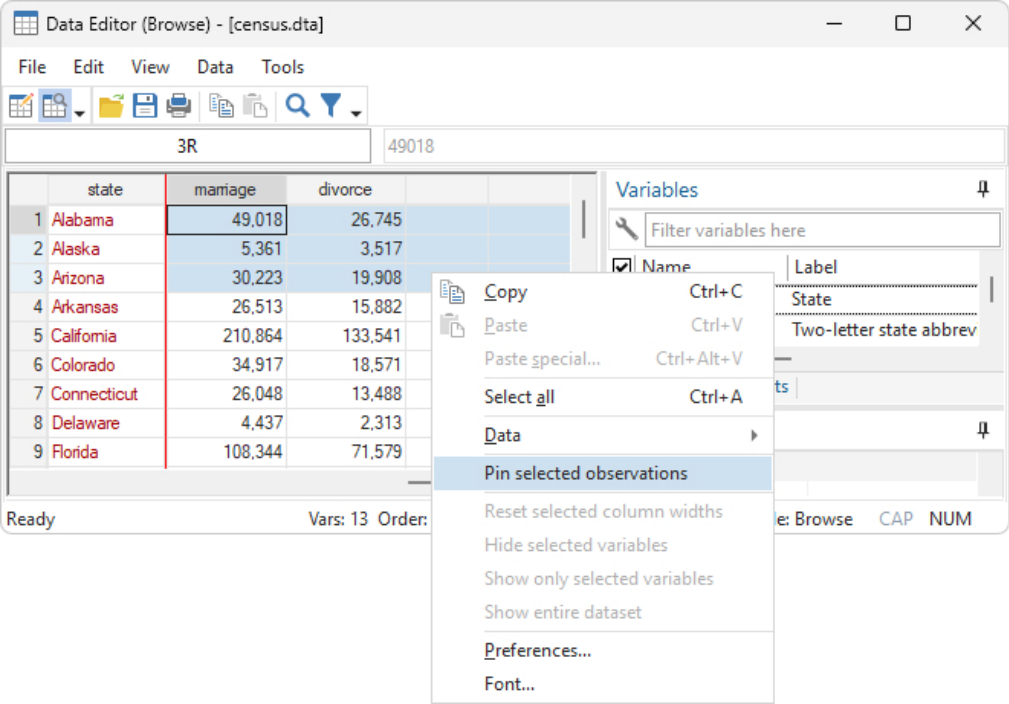 Data Editor (Browse) - [census.dta]
File Edit View Data Tools
3R 49018
state marriage divorce
1 Alabama 49,018 26,745
2 Alaska 5,361 3,517
3 Arizona 30,223 19,908
4 Arkansas 26,513 15,882
5 California 210,864 133,541
6 Colorado 34,917 18,571
7 Connecticut 26,048 13,488
8 Delaware 4,437 2,313
9 Florida 108,344 71,579
Variables
Filter variables here
Name Label
State
Two-letter state abbrev
ts
Copy Ctrl+C
Paste Ctrl+V
Paste special... Ctrl+Alt+V
Select all Ctrl+A
Data
Pin selected observations
Reset selected column widths
Hide selected variables
Show only selected variables
Show entire dataset
Preferences...
Font...
Ready Vars: 13 Order: le: Browse CAP NUM